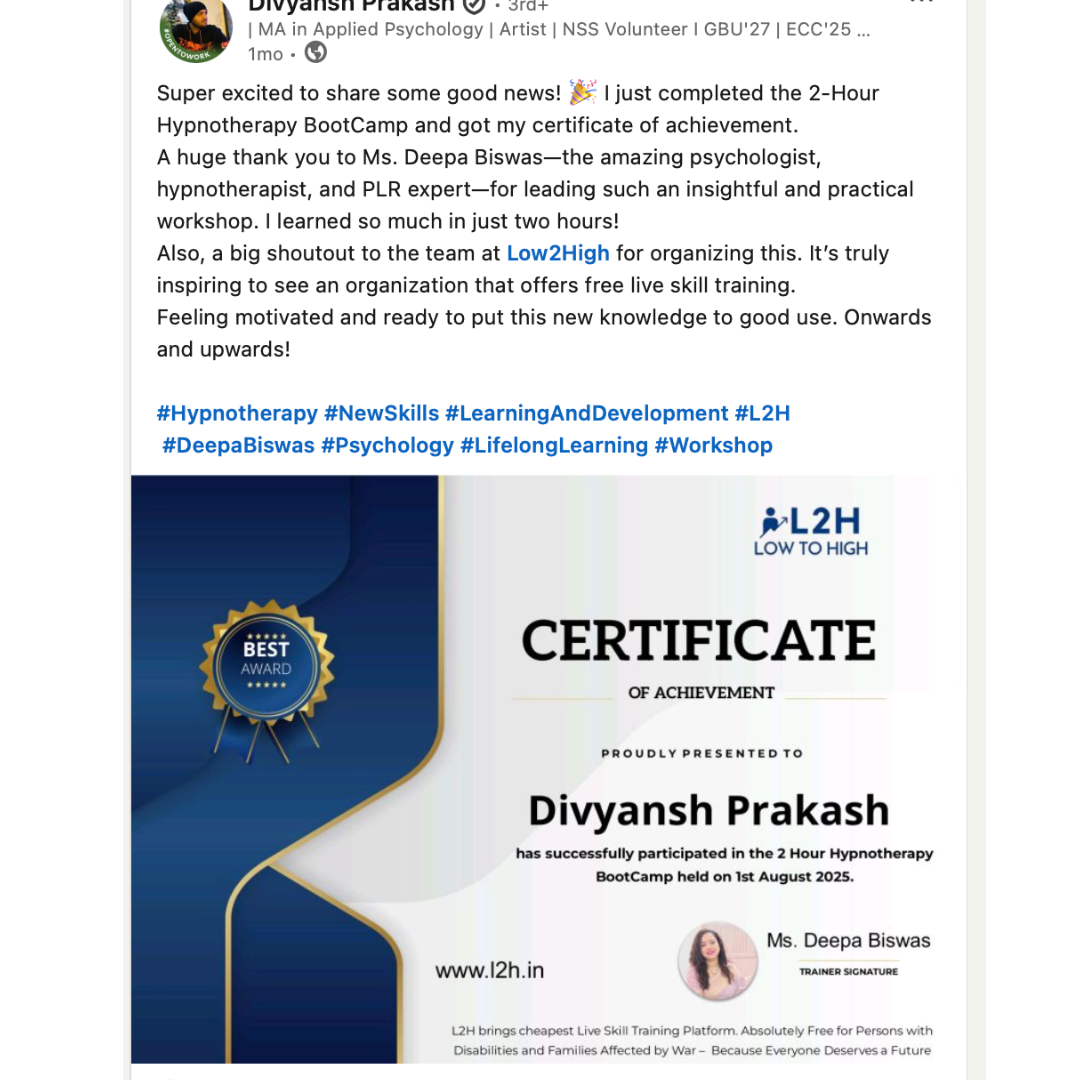 Divyansh Prakash • 3rd+
| MA in Applied Psychology | Artist | NSS Volunteer I GBU'27 | ECC'25 ...
1mo •
#OPENTOWORK
Super excited to share some good news! 🎉 I just completed the 2-Hour
Hypnotherapy BootCamp and got my certificate of achievement.
A huge thank you to Ms. Deepa Biswas—the amazing psychologist,
hypnotherapist, and PLR expert—for leading such an insightful and practical
workshop. I learned so much in just two hours!
Also, a big shoutout to the team at Low2High for organizing this. It’s truly
inspiring to see an organization that offers free live skill training.
Feeling motivated and ready to put this new knowledge to good use. Onwards
and upwards!
#Hypnotherapy #NewSkills #LearningAndDevelopment #L2H
#DeepaBiswas #Psychology #LifelongLearning #Workshop
L2H
LOW TO HIGH
BEST
AWARD
CERTIFICATE
OF ACHIEVEMENT
PROUDLY PRESENTED TO
Divyansh Prakash
has successfully participated in the 2 Hour Hypnotherapy
BootCamp held on 1st August 2025.
Ms. Deepa Biswas
TRAINER SIGNATURE
www.l2h.in
L2H brings cheapest Live Skill Training Platform. Absolutely Free for Persons with
Disabilities and Families Affected by War – Because Everyone Deserves a Future